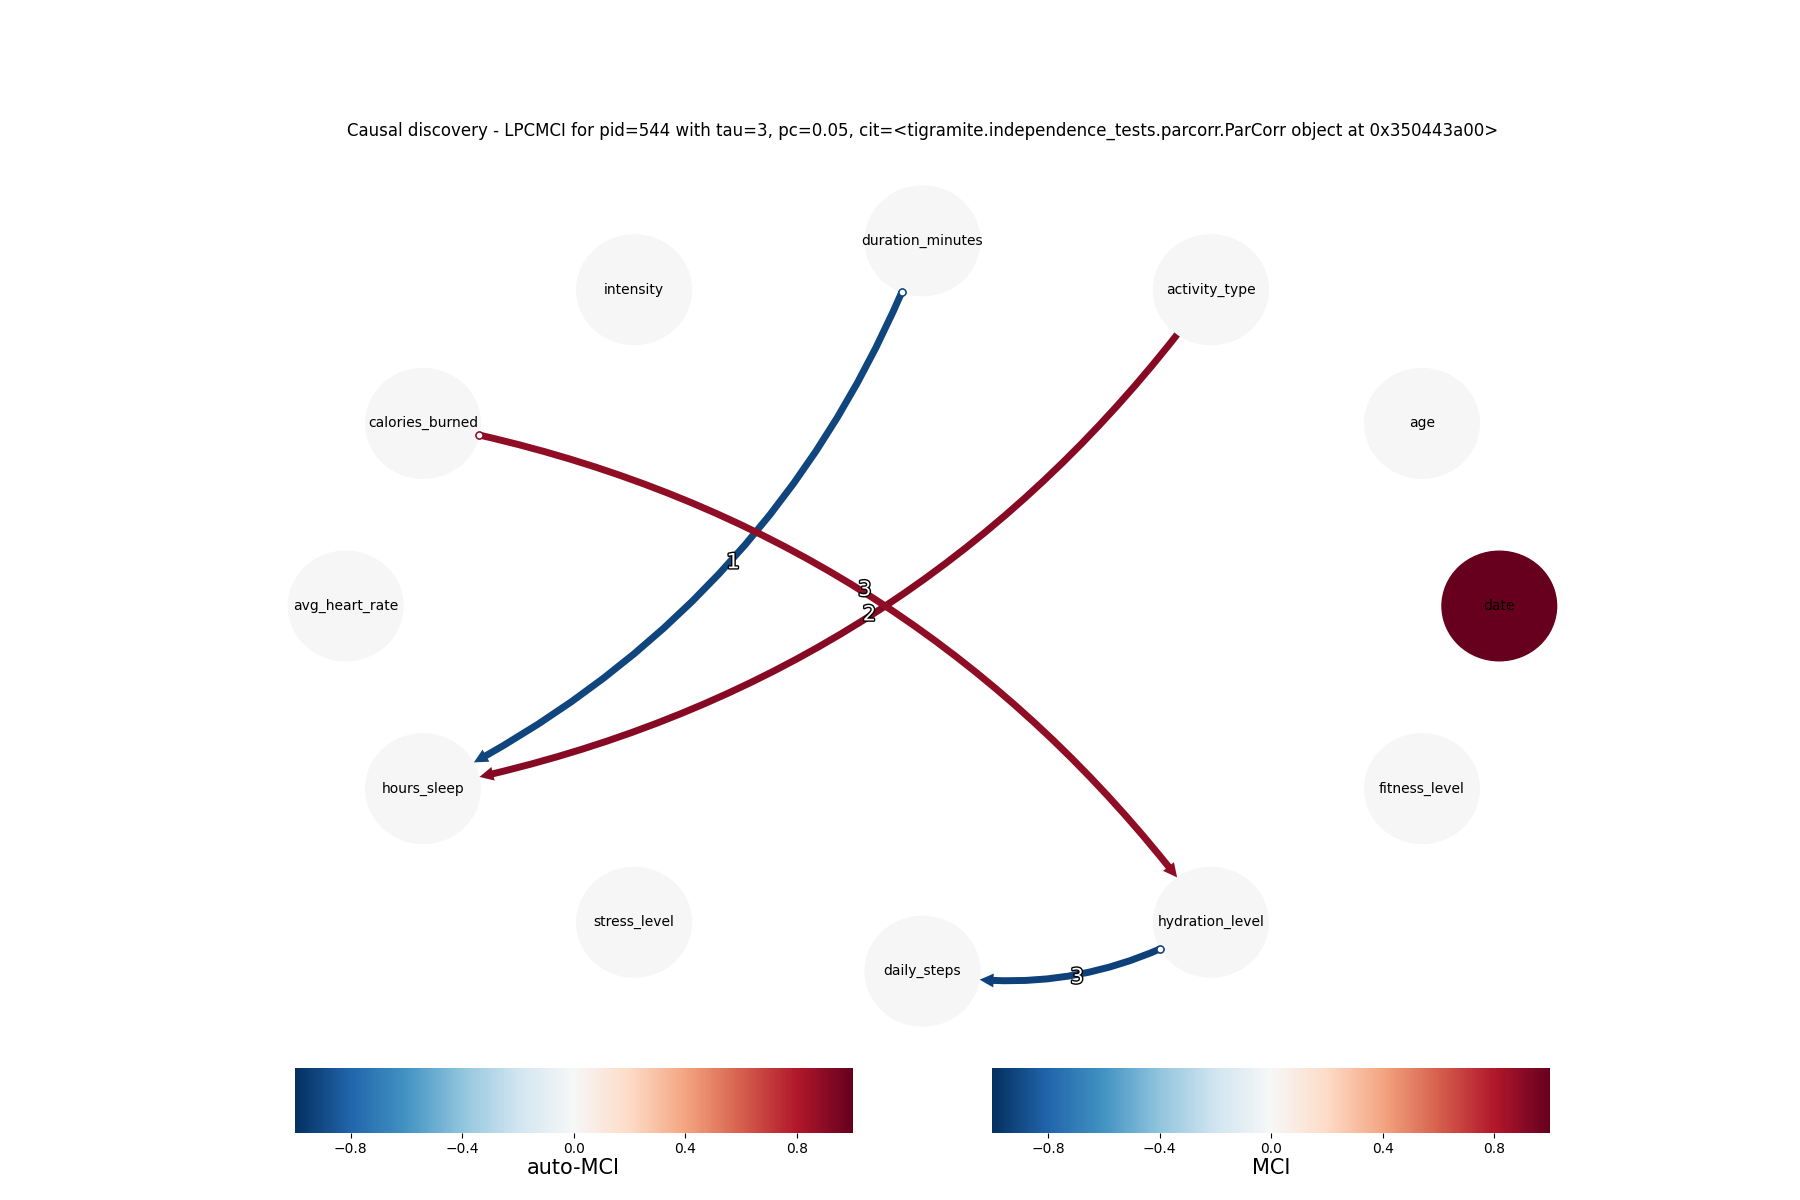 Causal discovery - LPCMCI for pid=544 with tau=3, pc=0.05, cit=<tigramite.independence_tests.parcorr.ParCorr object at 0x350443a00>
duration_minutes
intensity
activity_type
calories_burned
age
1
3
2
avg_heart_rate
date
hours_sleep
fitness_level
stress_level
hydration_level
daily_steps
3
−0.8 −0.4 0.0 0.4 0.8
auto-MCI
−0.8 −0.4 0.0 0.4 0.8
MCI